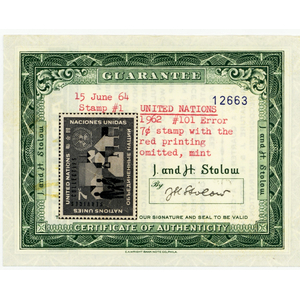 GUARANTEE
12663
15 June 64
Stamp #1 UNITED NATIONS
1962 #101 Error
7¢ stamp with the
red printing
omitted, mint
NACIONES UNIDAS
NATIONS UNIES
J. and H. Stolow
J. and H. Stolow
J. and H. Stolow
By J H Stolow
OUR SIGNATURE AND SEAL TO BE VALID
CERTIFICATE OF AUTHENTICITY